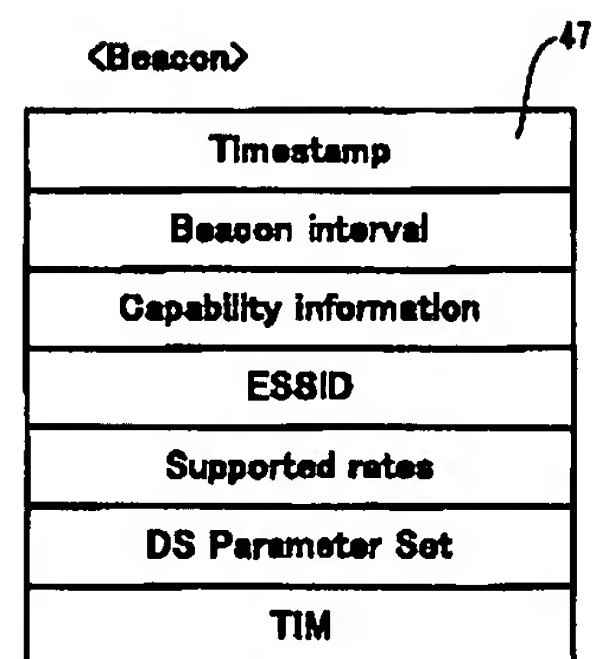 <Beacon>
47
Timestamp
Beacon interval
Capability information
ESSID
Supported rates
DS Parameter Set
TIM